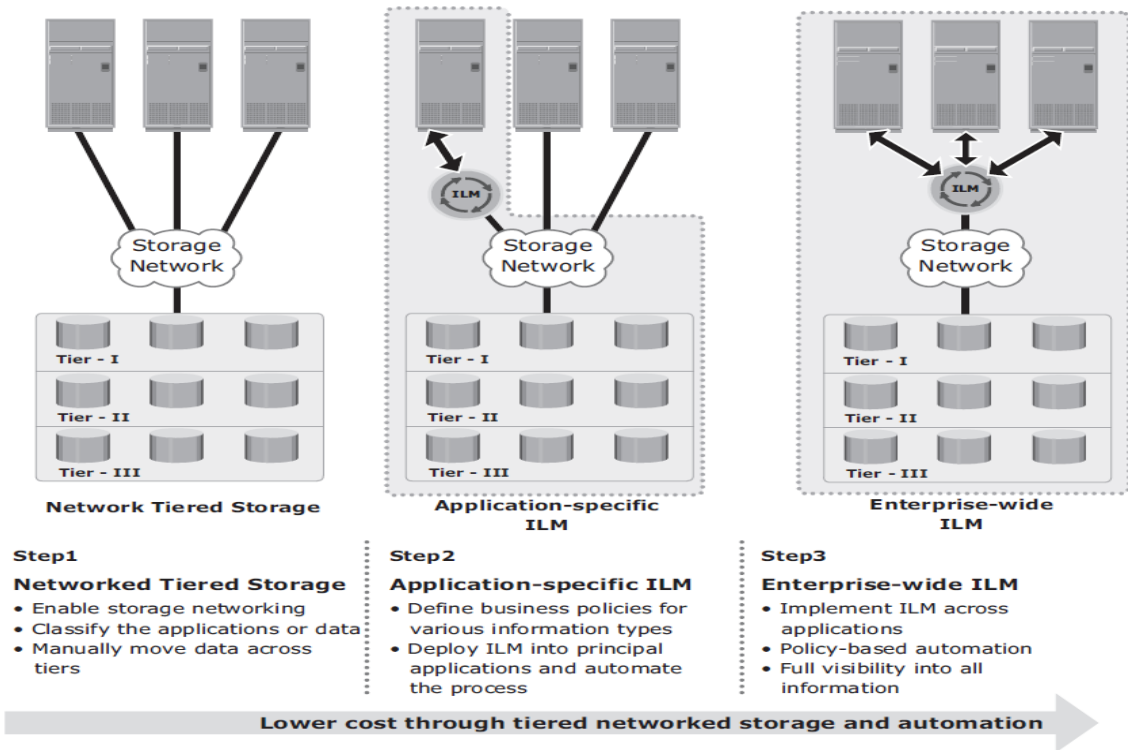 ILM
ILM
Storage
Network
Storage
Network
Storage
Network
Tier - I
Tier - II
Tier - III
Tier - I
Tier - II
Tier - III
Tier - I
Tier - II
Tier - III
Network Tiered Storage
Application-specific
ILM
Enterprise-wide
ILM
Step1
Networked Tiered Storage
• Enable storage networking
• Classify the applications or data
• Manually move data across
tiers
Step2
Application-specific ILM
• Define business policies for
various information types
• Deploy ILM into principal
applications and automate
the process
Step3
Enterprise-wide ILM
• Implement ILM across
applications
• Policy-based automation
• Full visibility into all
information
Lower cost through tiered networked storage and automation